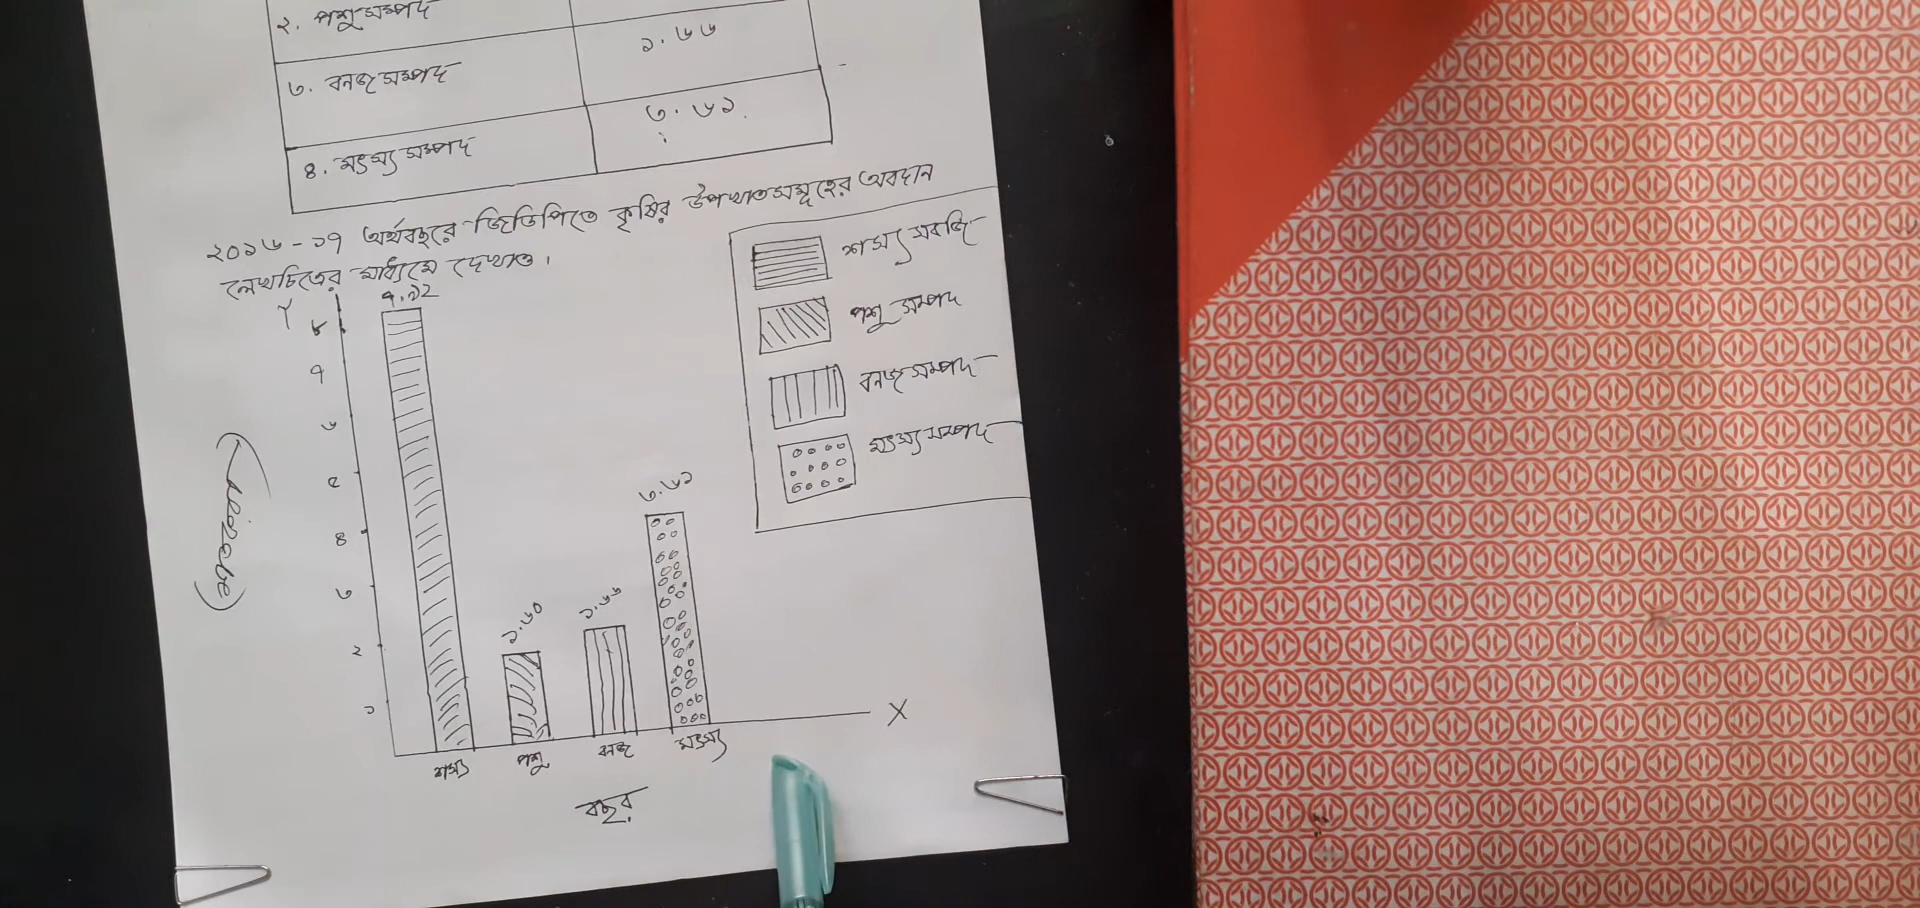 ২. পশু সম্পদ
৩. বনজ সম্পদ ১.৬৬
৪. মৎস্য সম্পদ ৩.৬১
২০১৬-১৭ অর্থবছরে জিডিপিতে কৃষির উপখাতসমূহের অবদান
লেখচিত্রের মাধ্যমে দেখাও।
শস্য সবজি
পশু সম্পদ
বনজ সম্পদ
মৎস্য সম্পদ
Y
৮
৭
৬
৫
৪
৩
২
১
৭.৯২
১.৬০
১.৬৬
৩.৬১
X
শস্য পশু বনজ মৎস্য
বছর